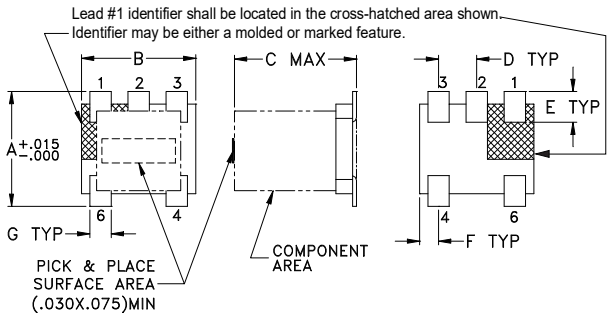 Lead #1 identifier shall be located in the cross-hatched area shown.
Identifier may be either a molded or marked feature.
B
C MAX
D TYP
1 2 3
3 2 1
E TYP
A +.015
-.000
6 4
4 6
G TYP
F TYP
COMPONENT
AREA
PICK & PLACE
SURFACE AREA
(.030X.075)MIN